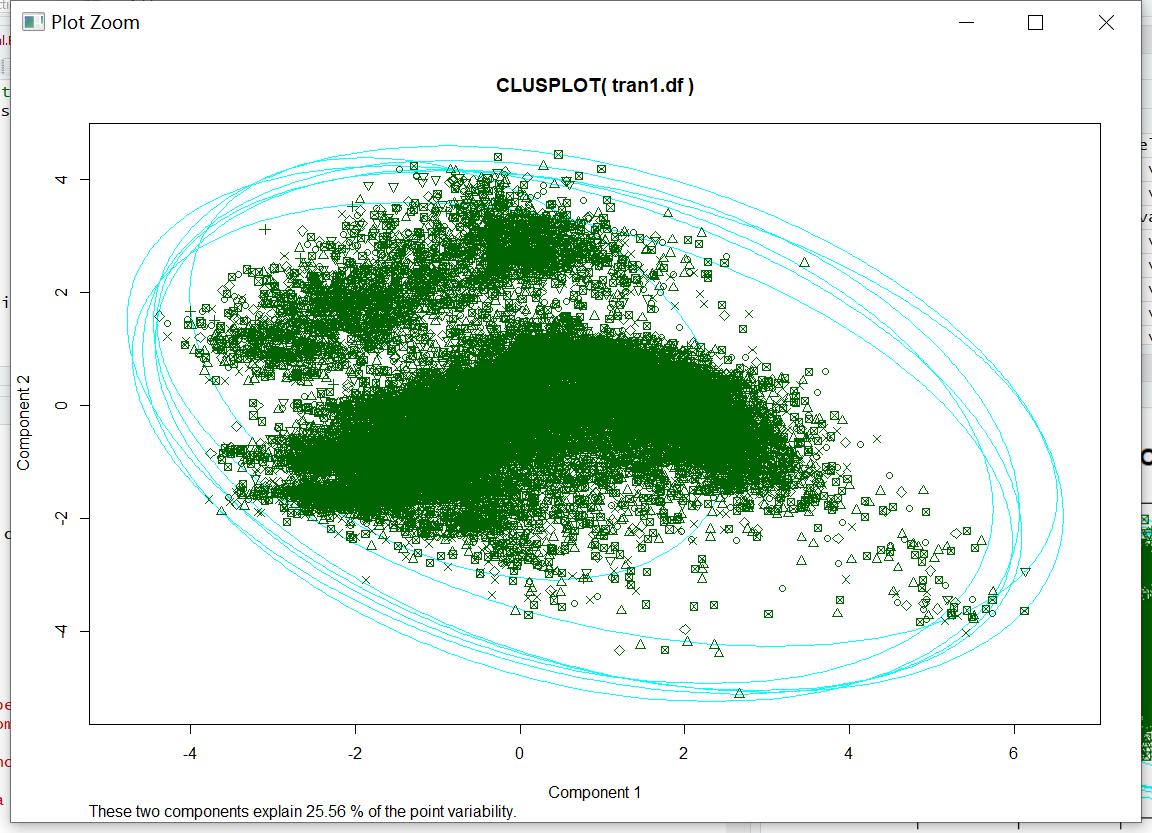 Plot Zoom
CLUSPLOT( tran1.df )
Component 2
4
2
0
-2
-4
-4
-2
0
2
4
6
Component 1
These two components explain 25.56 % of the point variability.